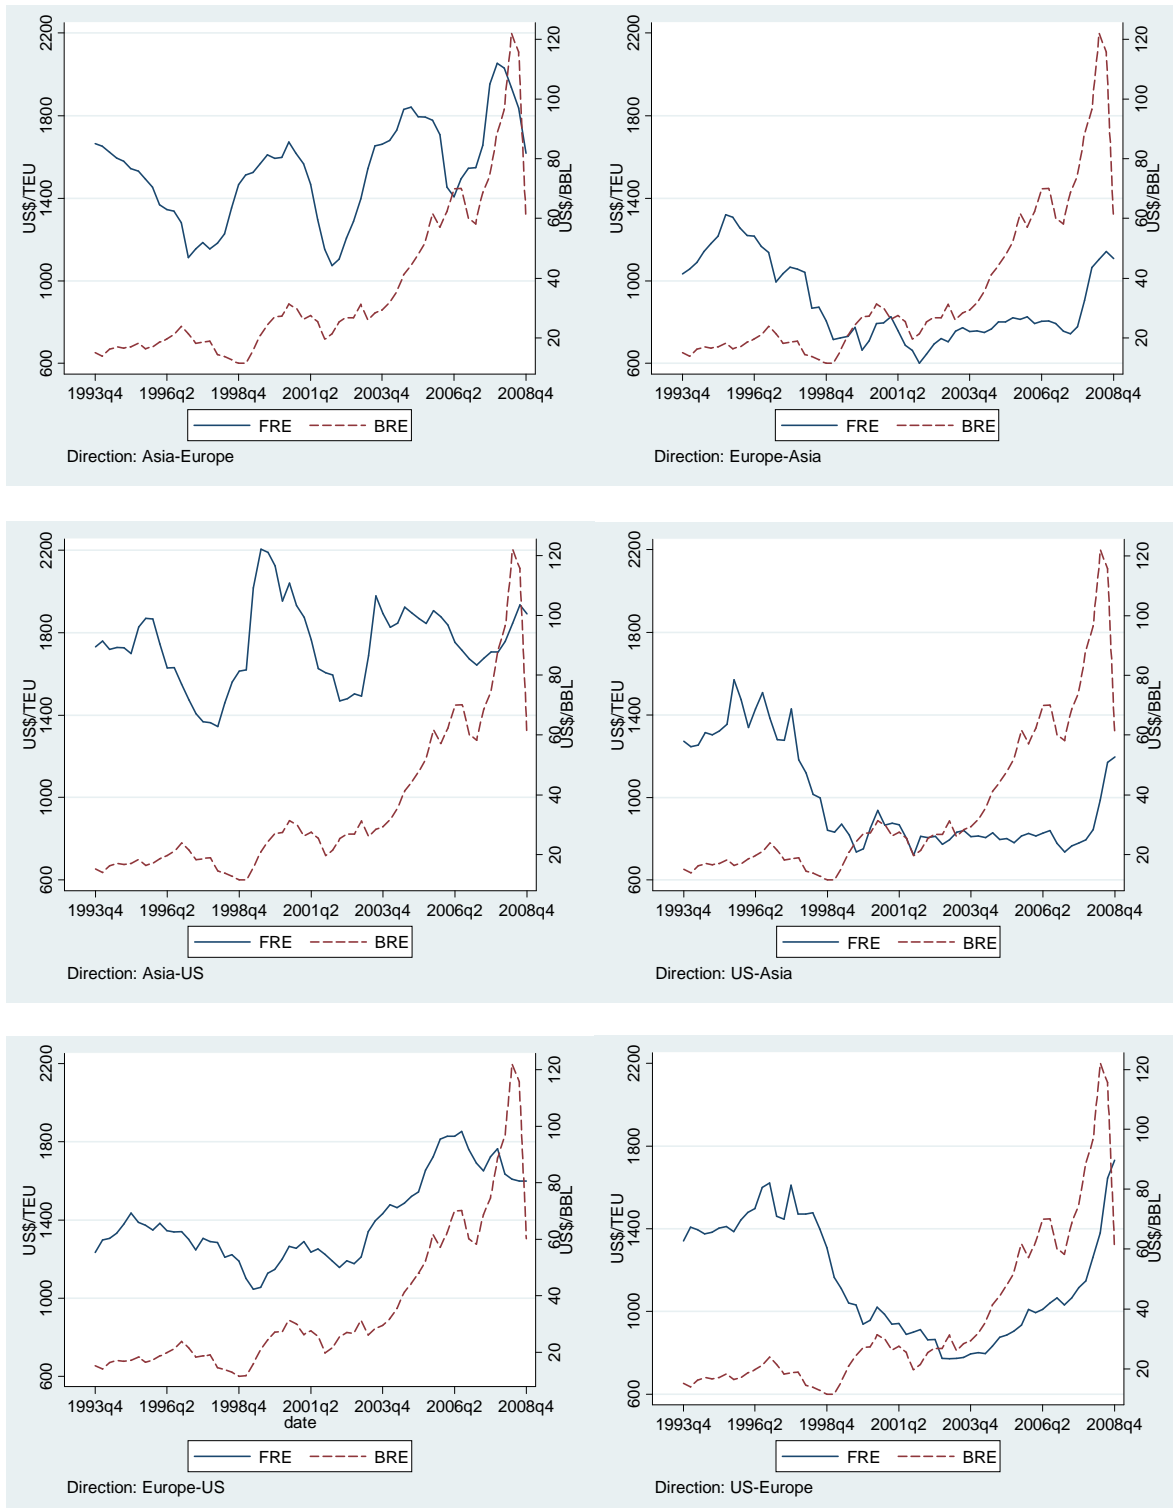 2200
1800
1400
1000
600
US$/TEU
120
100
80
60
40
20
US$/BBL
1993q4 1996q2 1998q4 2001q2 2003q4 2006q2 2008q4
FRE BRE
Direction: Asia-Europe
2200
1800
1400
1000
600
US$/TEU
120
100
80
60
40
20
US$/BBL
1993q4 1996q2 1998q4 2001q2 2003q4 2006q2 2008q4
FRE BRE
Direction: Europe-Asia
2200
1800
1400
1000
600
US$/TEU
120
100
80
60
40
20
US$/BBL
1993q4 1996q2 1998q4 2001q2 2003q4 2006q2 2008q4
FRE BRE
Direction: Asia-US
2200
1800
1400
1000
600
US$/TEU
120
100
80
60
40
20
US$/BBL
1993q4 1996q2 1998q4 2001q2 2003q4 2006q2 2008q4
FRE BRE
Direction: US-Asia
2200
1800
1400
1000
600
US$/TEU
120
100
80
60
40
20
US$/BBL
1993q4 1996q2 1998q4 2001q2 2003q4 2006q2 2008q4
date
FRE BRE
Direction: Europe-US
2200
1800
1400
1000
600
US$/TEU
120
100
80
60
40
20
US$/BBL
1993q4 1996q2 1998q4 2001q2 2003q4 2006q2 2008q4
FRE BRE
Direction: US-Europe